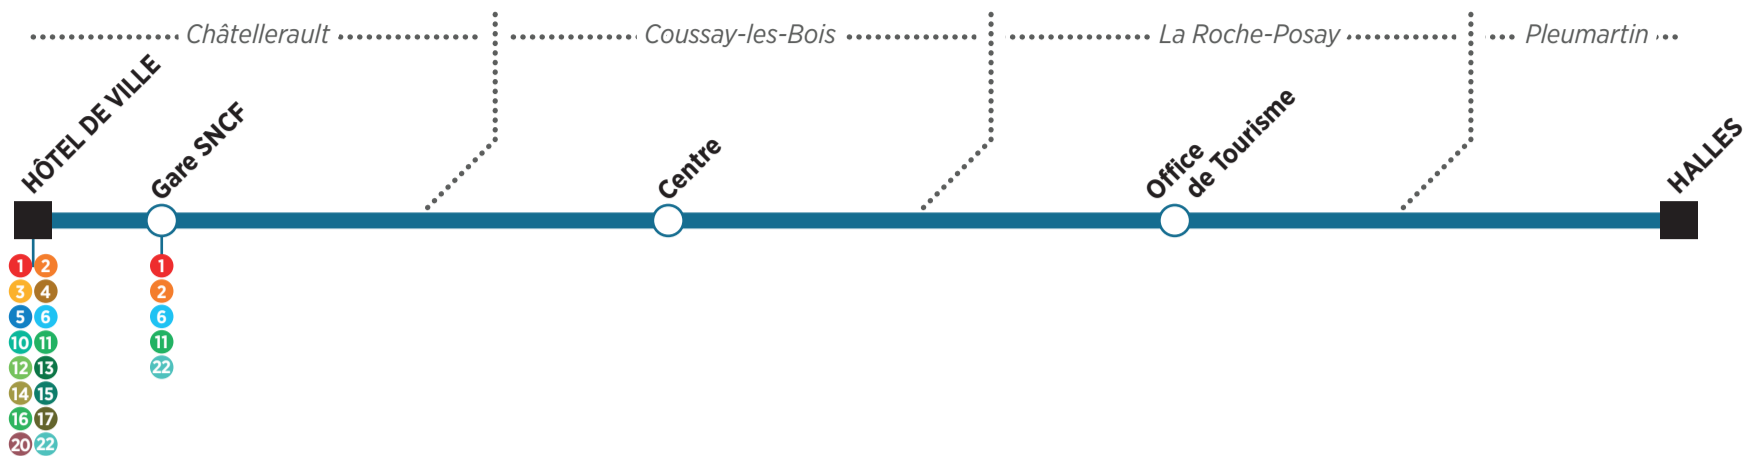 Châtellerault
Coussay-les-Bois
La Roche-Posay
Pleumartin
HÔTEL DE VILLE
Gare SNCF
Centre
Office
de Tourisme
HALLES
1 2
3 4
5 6
10 11
12 13
14 15
16 17
20 22
1
2
6
11
22